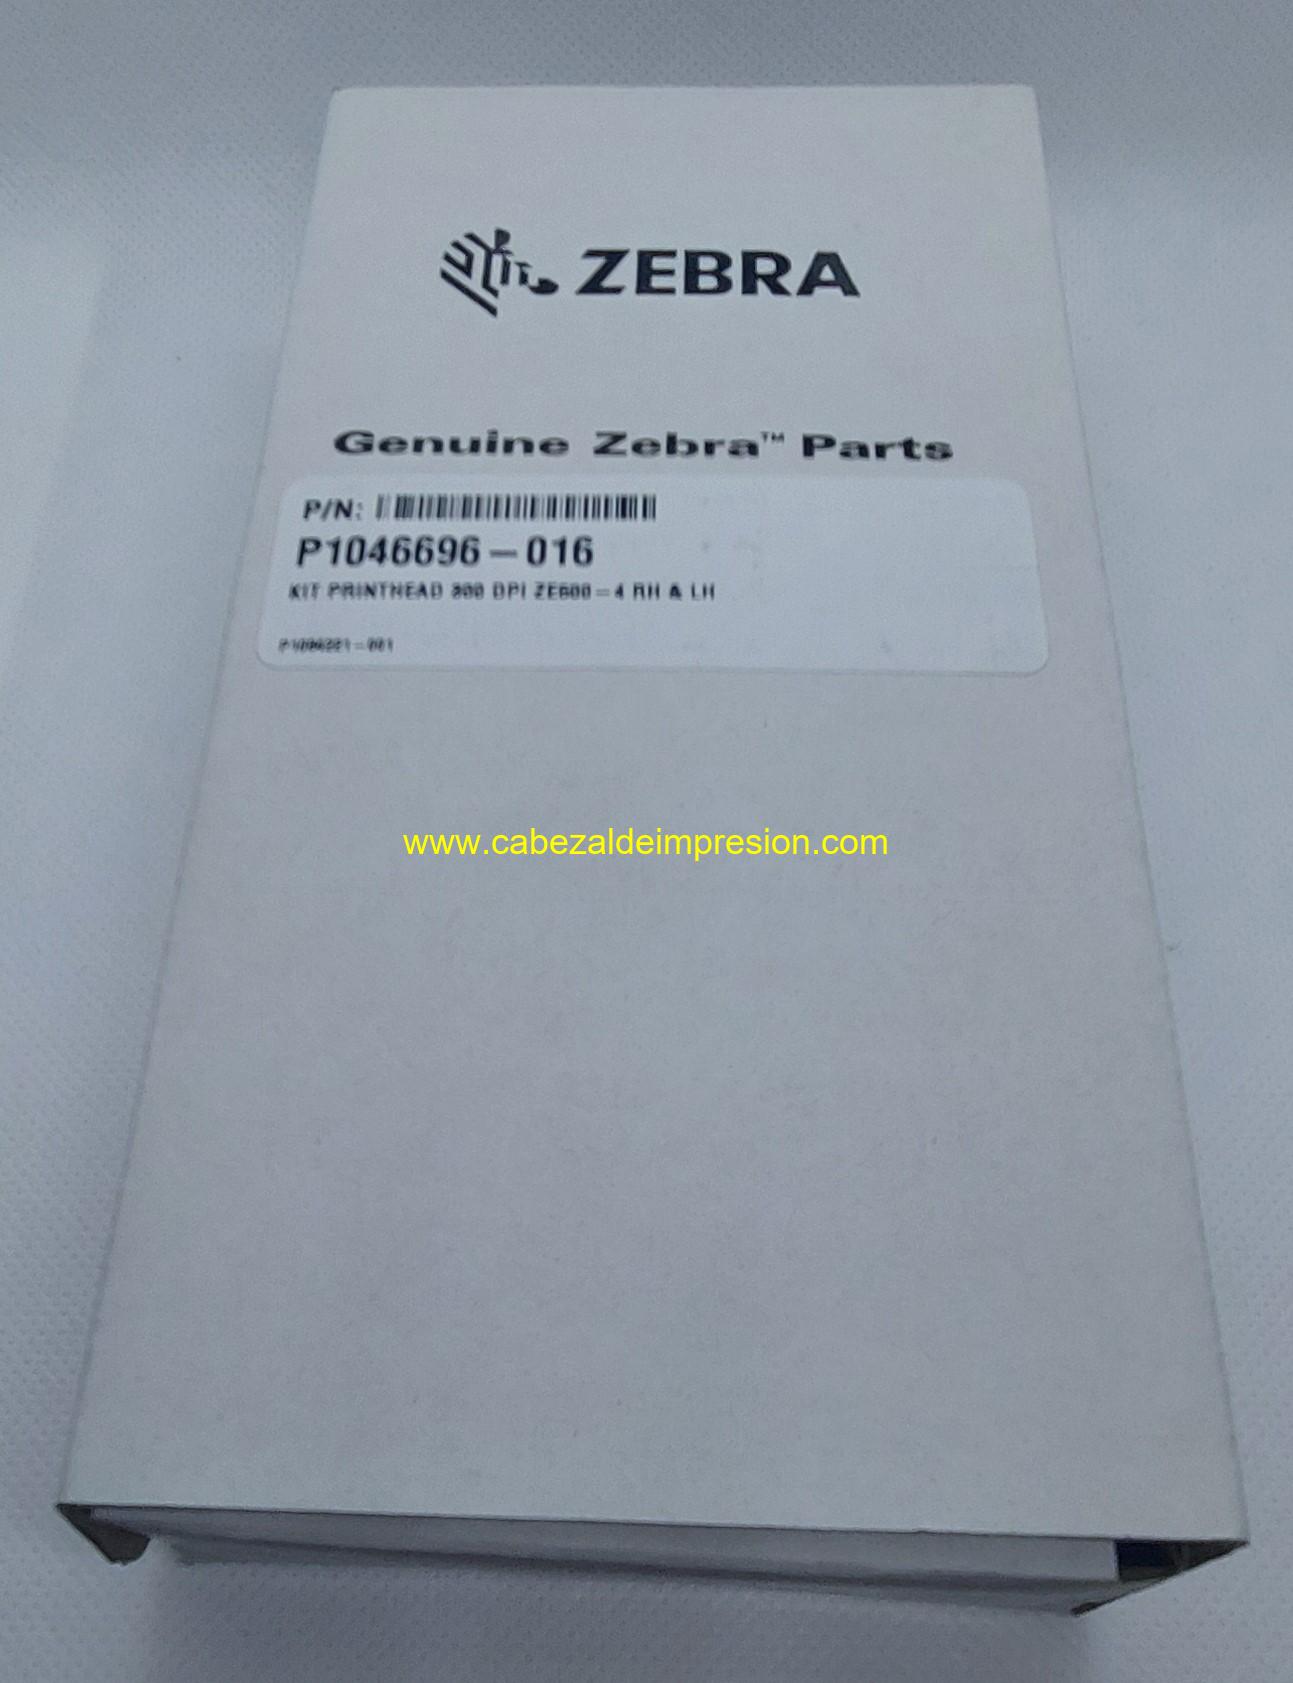 ZEBRA
Genuine Zebra™ Parts
P/N:
P1046696-016
KIT PRINTHEAD 300 DPI ZE500-4 RH & LH
www.cabezaldeimpresion.com